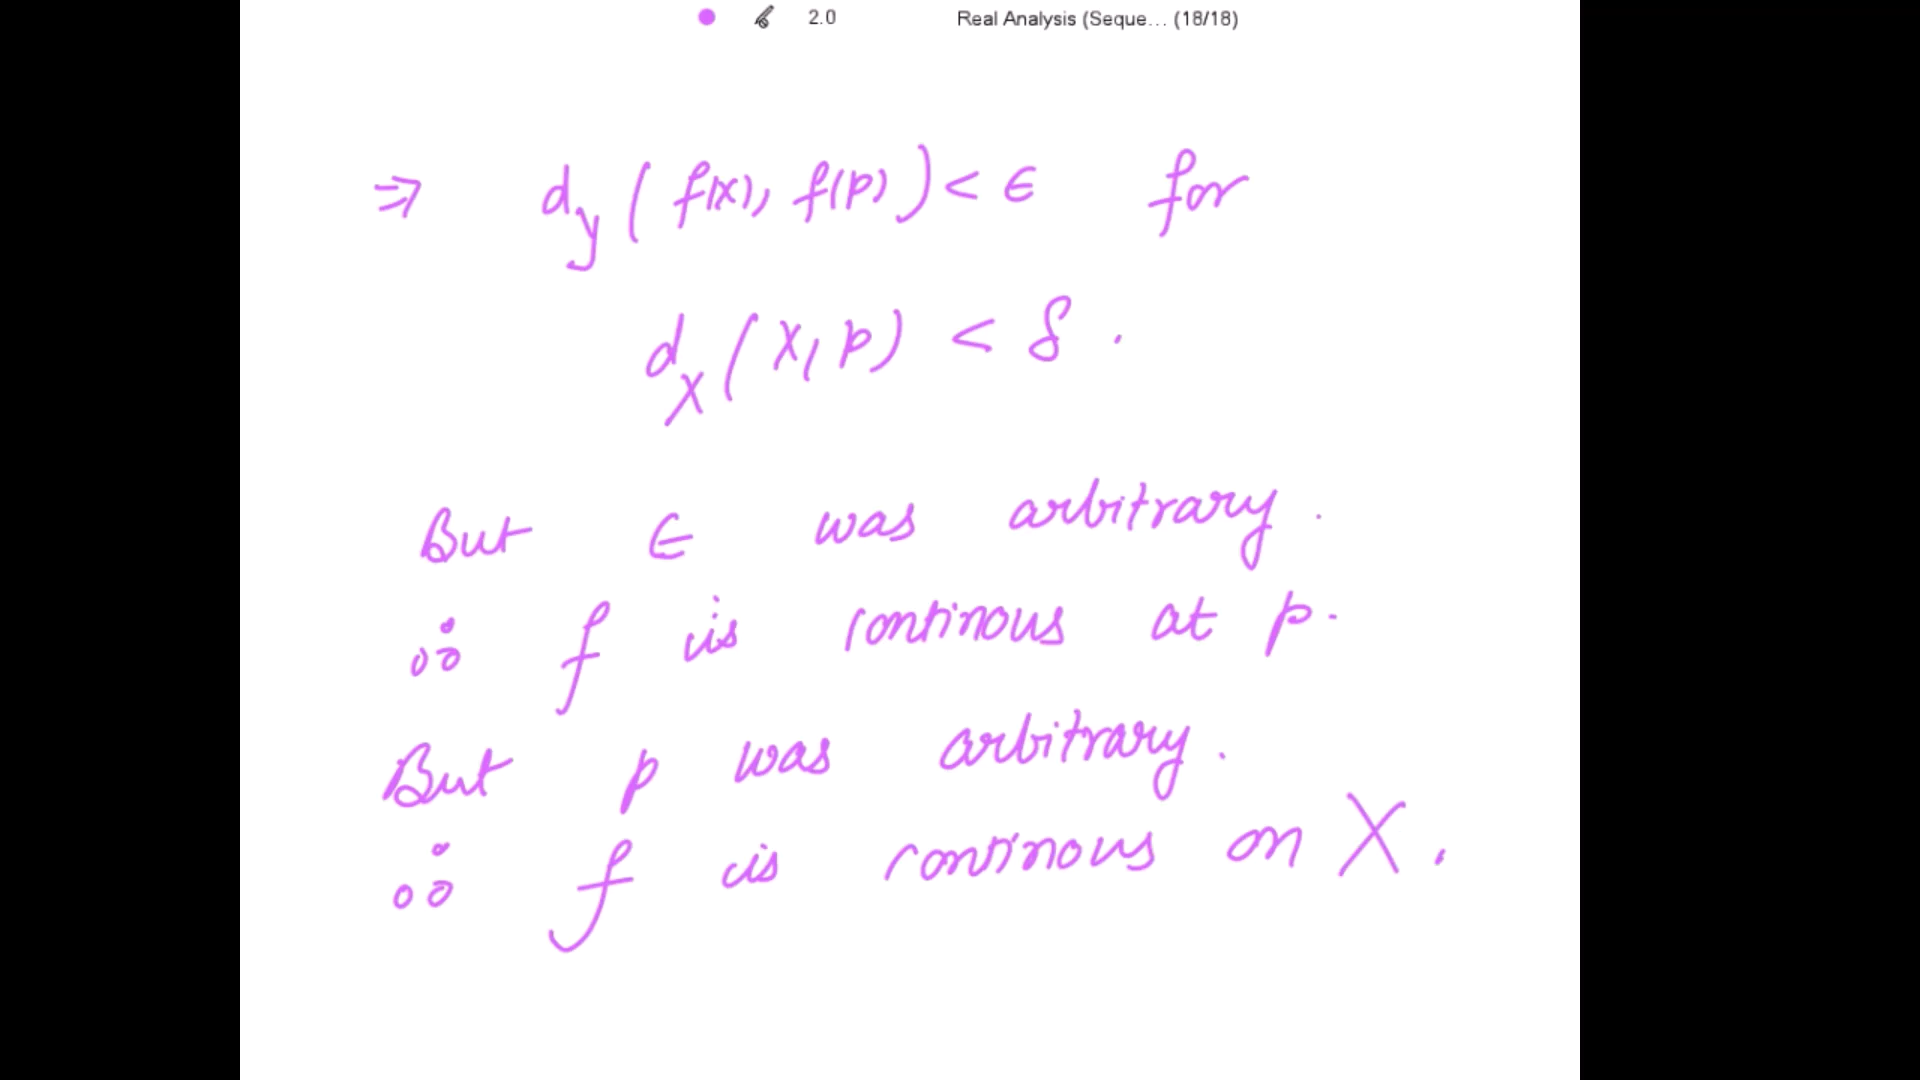 2.0 Real Analysis (Seque... (18/18)
⇒ d_y ( f(x), f(p) ) < ϵ for
d_X ( x, p ) < δ .
But ϵ was arbitrary .
∴ f is continous at p .
But p was arbitrary .
∴ f is continous on X .